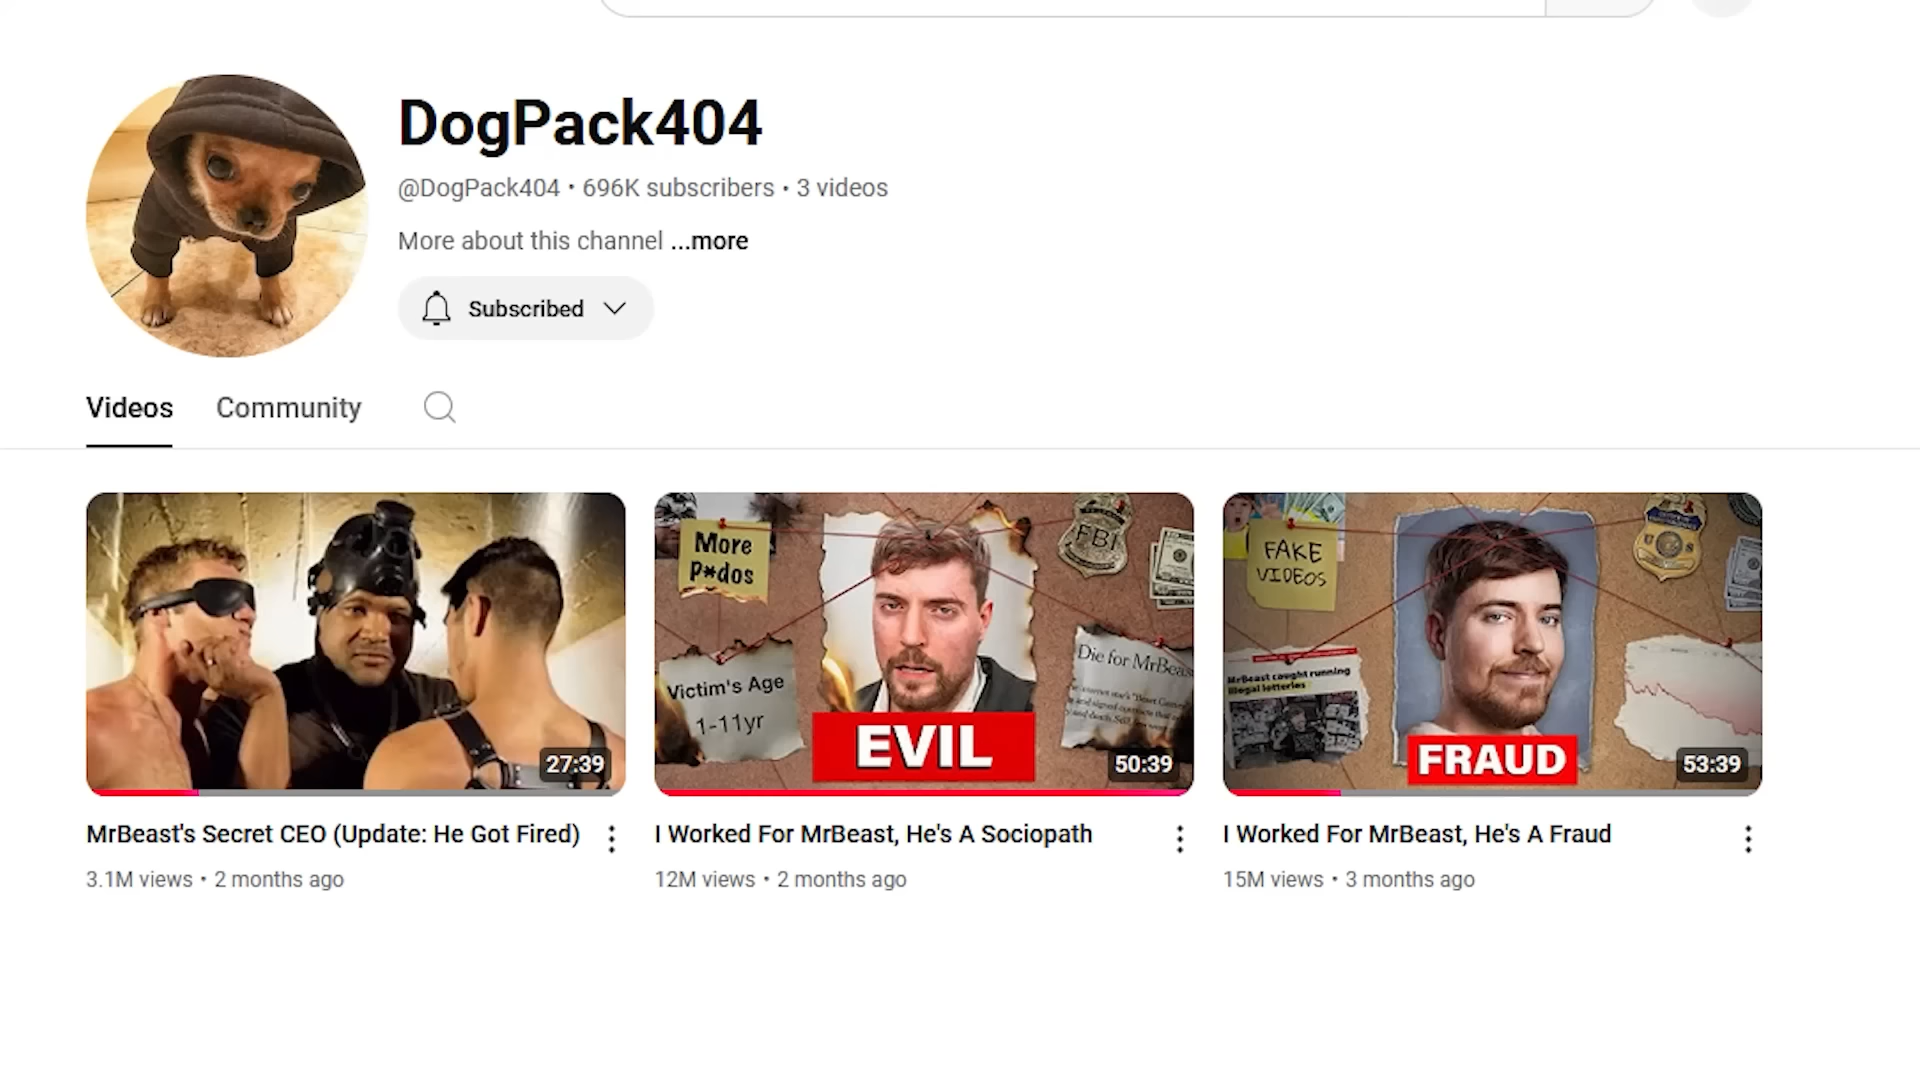 DogPack404
@DogPack404 • 696K subscribers • 3 videos
More about this channel ...more
Subscribed
Videos
Community
27:39
More
P*dos
FBI
Victim's Age
1-11yr
Die for MrBeas
EVIL
50:39
FAKE
VIDEOS
MrBeast caught running
illegal lotteries
FRAUD
53:39
MrBeast's Secret CEO (Update: He Got Fired)
3.1M views • 2 months ago
I Worked For MrBeast, He's A Sociopath
12M views • 2 months ago
I Worked For MrBeast, He's A Fraud
15M views • 3 months ago